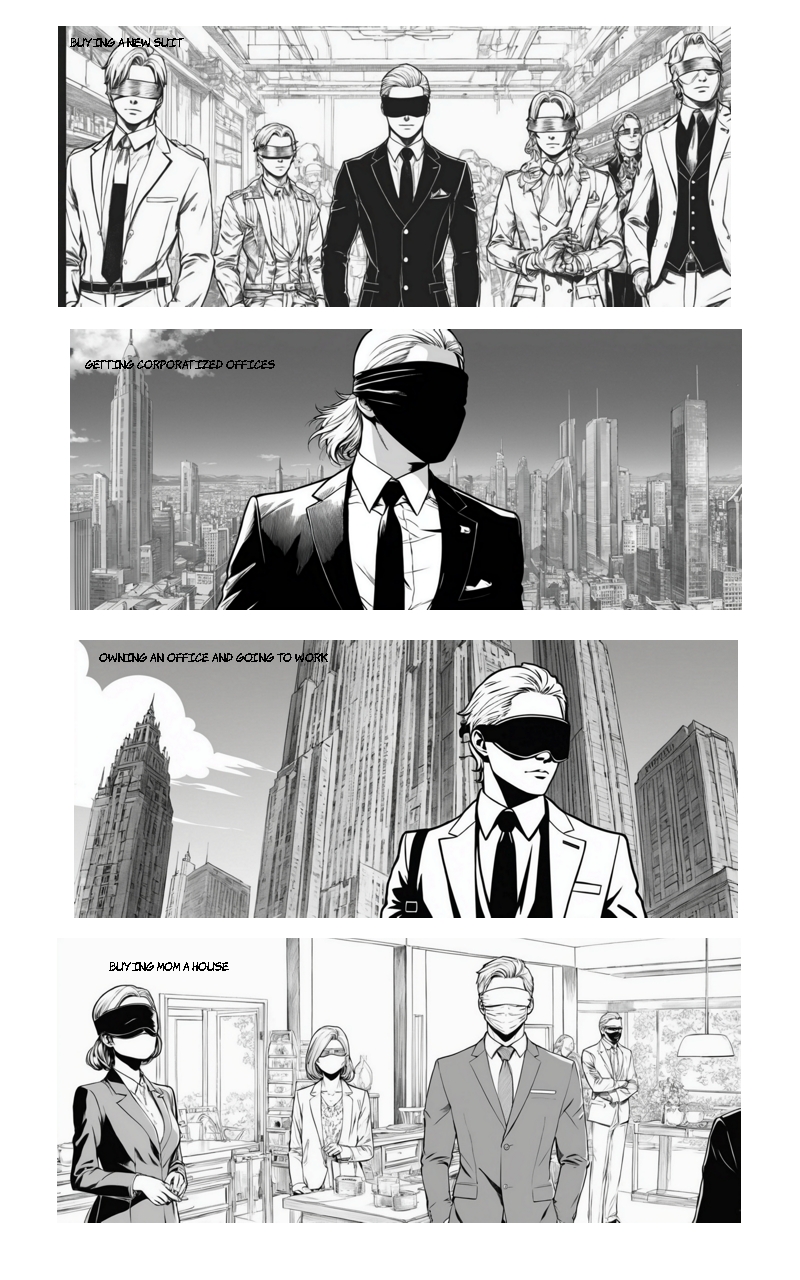 BUYING A NEW SUIT
GETTING CORPORATIZED OFFICES
OWNING AN OFFICE AND GOING TO WORK
BUYING MOM A HOUSE